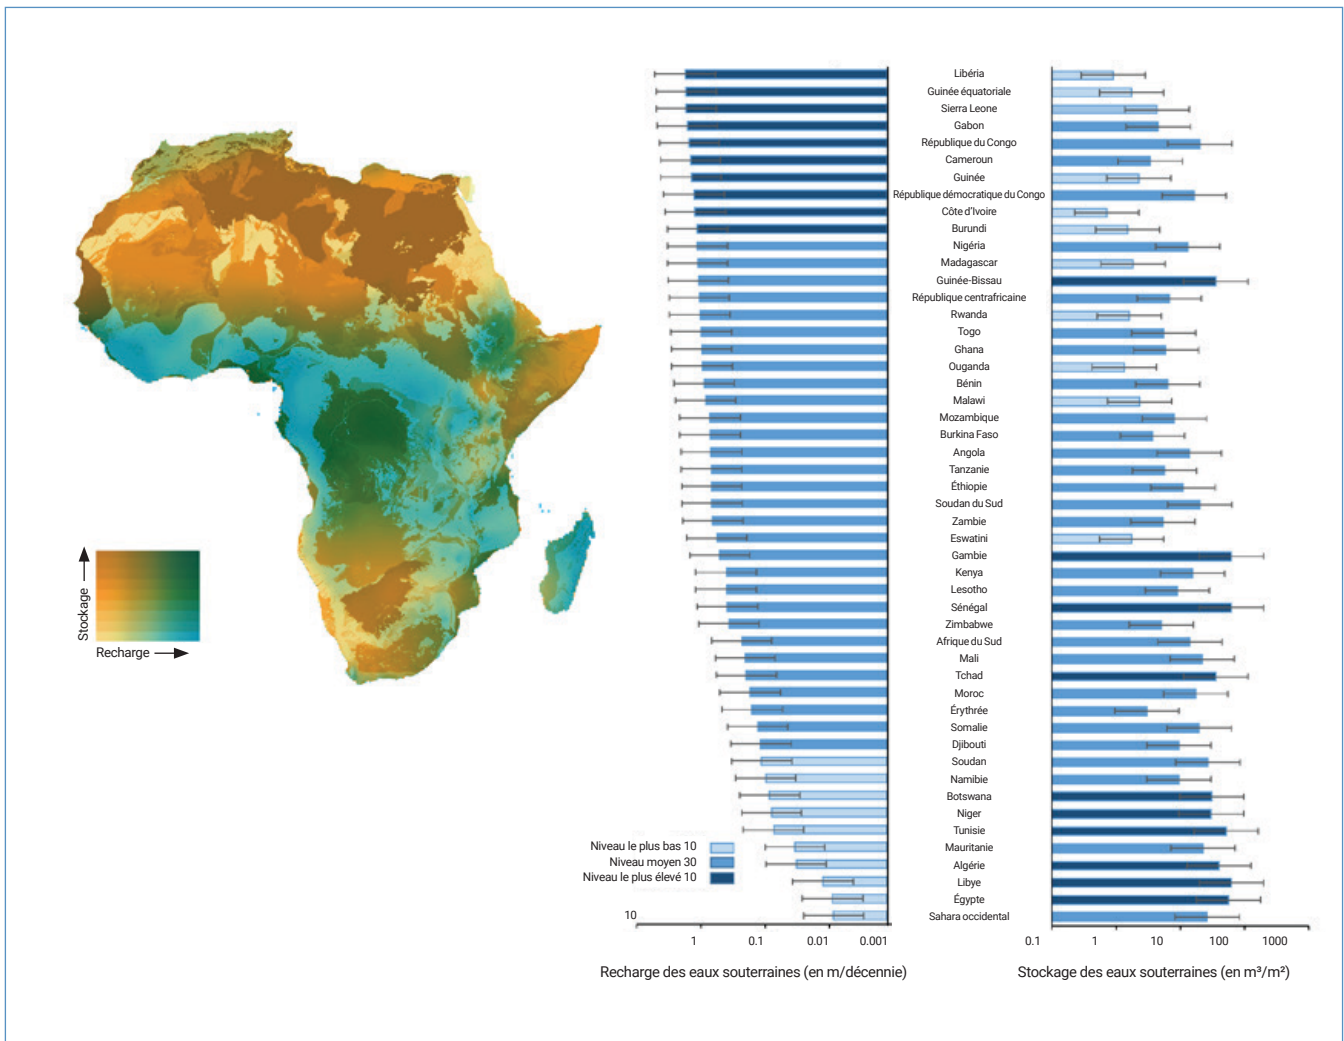 Stockage
Recharge
Libéria
Guinée équatoriale
Sierra Leone
Gabon
République du Congo
Cameroun
Guinée
République démocratique du Congo
Côte d'Ivoire
Burundi
Nigéria
Madagascar
Guinée-Bissau
République centrafricaine
Rwanda
Togo
Ghana
Ouganda
Bénin
Malawi
Mozambique
Burkina Faso
Angola
Tanzanie
Éthiopie
Soudan du Sud
Zambie
Eswatini
Gambie
Kenya
Lesotho
Sénégal
Zimbabwe
Afrique du Sud
Mali
Tchad
Moroc
Érythrée
Somalie
Djibouti
Soudan
Namibie
Botswana
Niger
Tunisie
Mauritanie
Algérie
Libye
Égypte
Sahara occidental
Niveau le plus bas 10
Niveau moyen 30
Niveau le plus élevé 10
10
1 0.1 0.01 0.001
Recharge des eaux souterraines (en m/décennie)
0.1 1 10 100 1000
Stockage des eaux souterraines (en m³/m²)